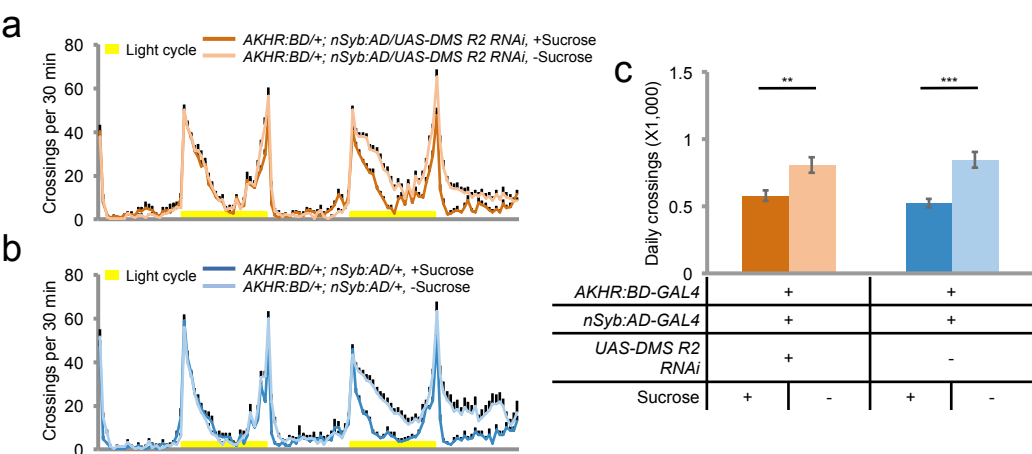 a
80
60
40
20
0
Crossings per 30 min
Light cycle
AKHR:BD/+; nSyb:AD/UAS-DMS R2 RNAi, +Sucrose
AKHR:BD/+; nSyb:AD/UAS-DMS R2 RNAi, -Sucrose
b
80
60
40
20
0
Crossings per 30 min
Light cycle
AKHR:BD/+; nSyb:AD/+, +Sucrose
AKHR:BD/+; nSyb:AD/+, -Sucrose
c
1.5
1
0.5
0
Daily crossings (X1,000)
** ***
AKHR:BD-GAL4 + +
nSyb:AD-GAL4 + +
UAS-DMS R2
RNAi + -
Sucrose + - + -